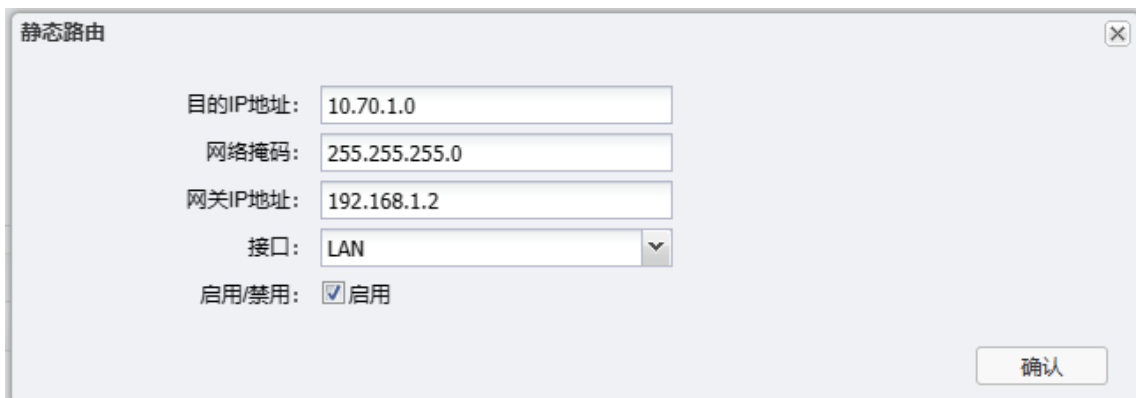 静态路由
目的IP地址: 10.70.1.0
网络掩码: 255.255.255.0
网关IP地址: 192.168.1.2
接口: LAN
启用/禁用: 启用
确认